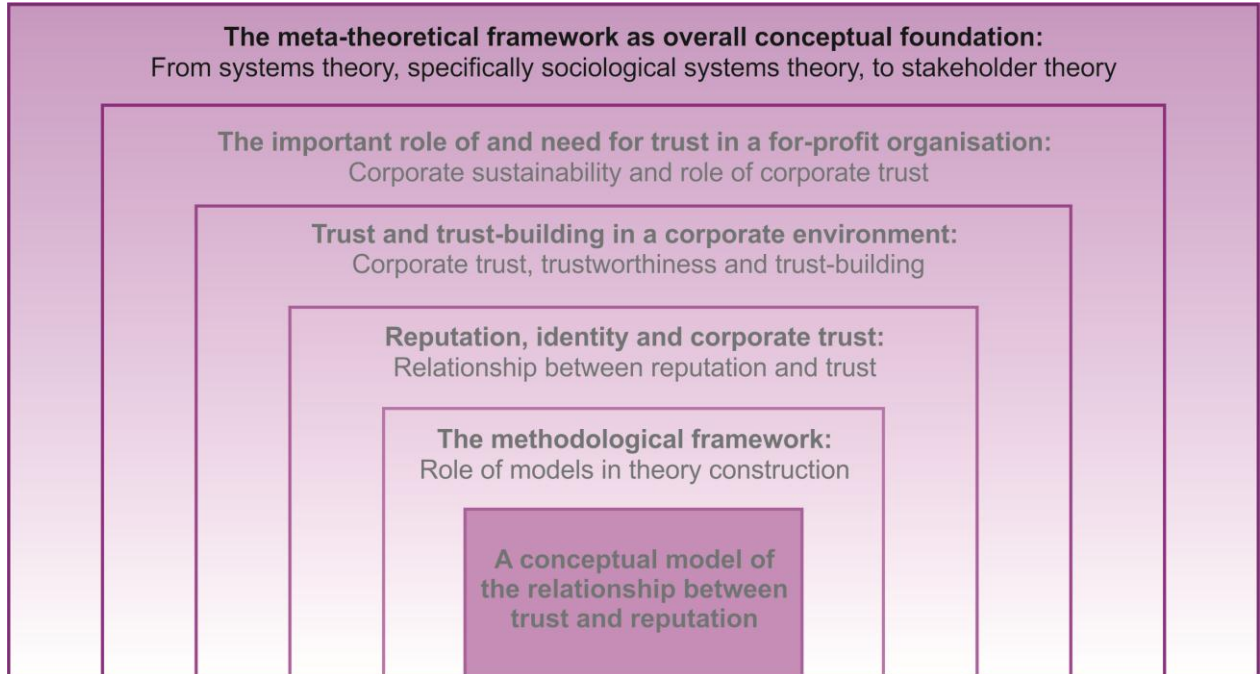 The meta-theoretical framework as overall conceptual foundation:
From systems theory, specifically sociological systems theory, to stakeholder theory
The important role of and need for trust in a for-profit organisation:
Corporate sustainability and role of corporate trust
Trust and trust-building in a corporate environment:
Corporate trust, trustworthiness and trust-building
Reputation, identity and corporate trust:
Relationship between reputation and trust
The methodological framework:
Role of models in theory construction
A conceptual model of
the relationship between
trust and reputation